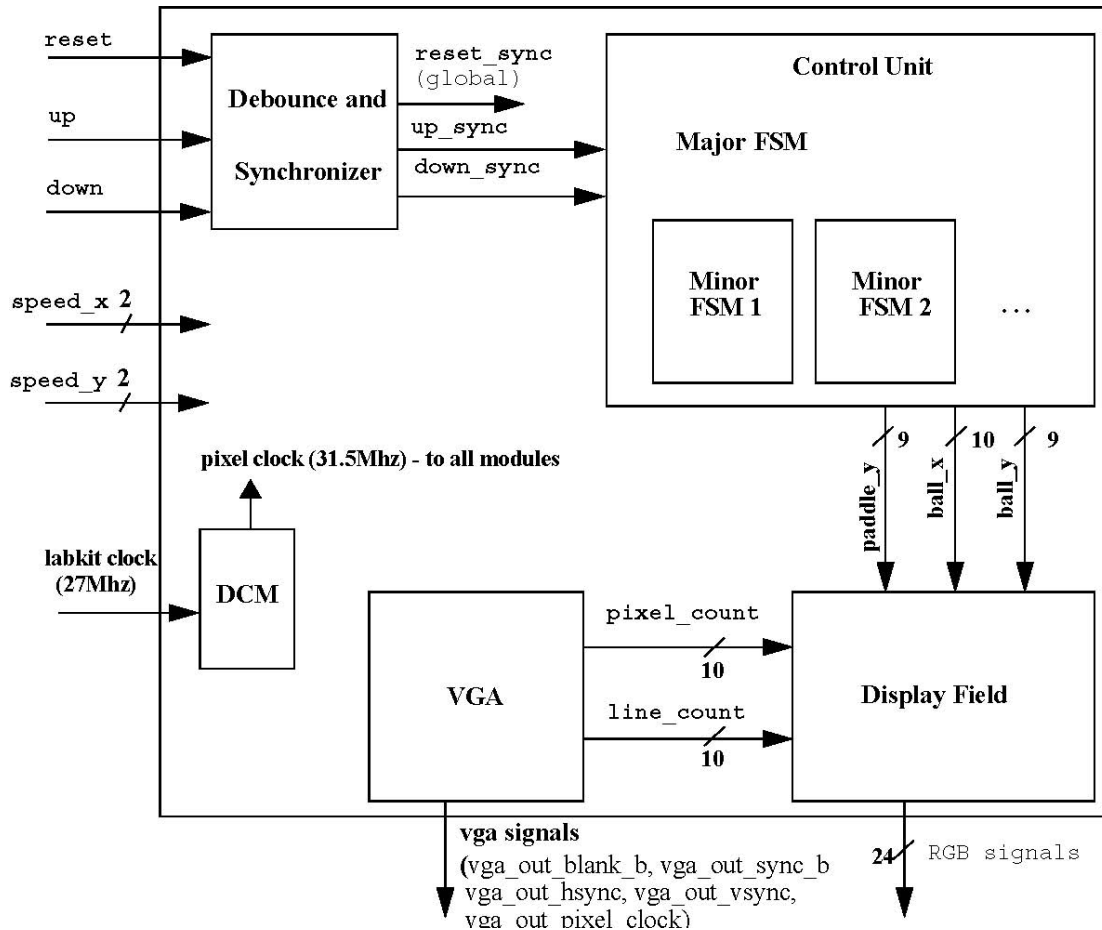 reset
up
down
speed_x 2
speed_y 2
Debounce and
Synchronizer
reset_sync
(global)
up_sync
down_sync
Control Unit
Major FSM
Minor
FSM 1
Minor
FSM 2
...
9
10
9
paddle_y
ball_x
ball_y
pixel clock (31.5Mhz) - to all modules
labkit clock
(27Mhz)
DCM
VGA
pixel_count
10
line_count
10
Display Field
vga signals
(vga_out_blank_b, vga_out_sync_b
vga_out_hsync, vga_out_vsync,
vga_out_pixel_clock)
24
RGB signals